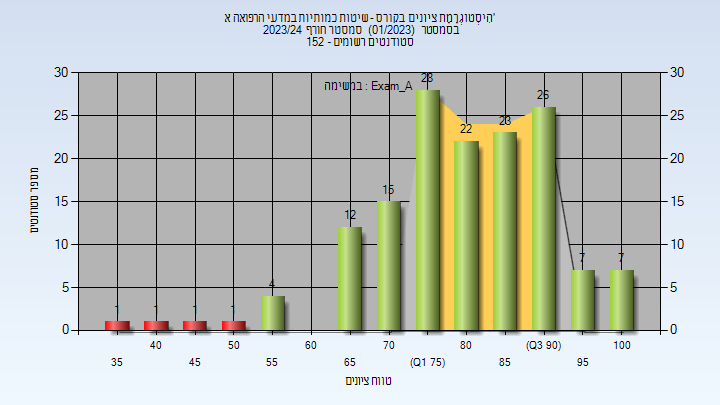 'הִיסְטוֹגְרָמַת ציונים בקורס - שיטות כמותיות במדעי הרפואה א
בסמסטר (01/2023) סמסטר חורף 2023/24
סטודנטים רשומים - 152
במשימה : Exam_A
מספר סטודנטים
30 30
25 25
20 20
15 15
10 10
5 5
0 0
1 1 1 1 4 12 15 28 22 23 26 7 7
40 50 60 70 80 (Q3 90) 100
35 45 55 65 (Q1 75) 85 95
טווח ציונים